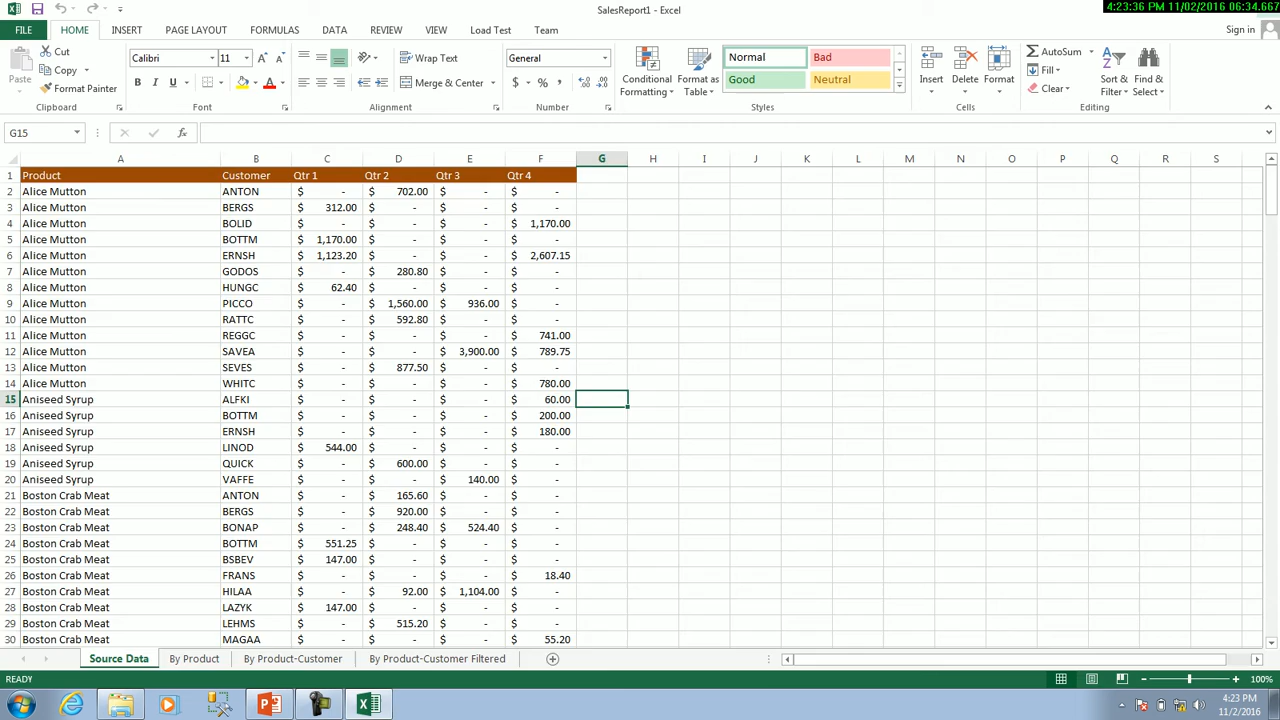 SalesReport1 - Excel
4:23:36 PM 11/02/2016 06:34.667
FILE HOME INSERT PAGE LAYOUT FORMULAS DATA REVIEW VIEW Load Test Team Sign in
Paste
Cut
Copy
Format Painter
Clipboard
Calibri 11
B I U
Font
Wrap Text
Merge & Center
Alignment
General
$ % ,
Number
Conditional Formatting
Format as Table
Normal Bad
Good Neutral
Styles
Insert Delete Format
Cells
AutoSum
Fill
Clear
Sort & Filter
Find & Select
Editing
G15 fx
A B C D E F G H I J K L M N O P Q R S
1 Product Customer Qtr 1 Qtr 2 Qtr 3 Qtr 4
2 Alice Mutton ANTON $ - $ 702.00 $ - $ -
3 Alice Mutton BERGS $ 312.00 $ - $ - $ -
4 Alice Mutton BOLID $ - $ - $ - $ 1,170.00
5 Alice Mutton BOTTM $ 1,170.00 $ - $ - $ -
6 Alice Mutton ERNSH $ 1,123.20 $ - $ - $ 2,607.15
7 Alice Mutton GODOS $ - $ 280.80 $ - $ -
8 Alice Mutton HUNGC $ 62.40 $ - $ - $ -
9 Alice Mutton PICCO $ - $ 1,560.00 $ 936.00 $ -
10 Alice Mutton RATTC $ - $ 592.80 $ - $ -
11 Alice Mutton REGGC $ - $ - $ - $ 741.00
12 Alice Mutton SAVEA $ - $ - $ 3,900.00 $ 789.75
13 Alice Mutton SEVES $ - $ 877.50 $ - $ -
14 Alice Mutton WHITC $ - $ - $ - $ 780.00
15 Aniseed Syrup ALFKI $ - $ - $ - $ 60.00
16 Aniseed Syrup BOTTM $ - $ - $ - $ 200.00
17 Aniseed Syrup ERNSH $ - $ - $ - $ 180.00
18 Aniseed Syrup LINOD $ 544.00 $ - $ - $ -
19 Aniseed Syrup QUICK $ - $ 600.00 $ - $ -
20 Aniseed Syrup VAFFE $ - $ - $ 140.00 $ -
21 Boston Crab Meat ANTON $ - $ 165.60 $ - $ -
22 Boston Crab Meat BERGS $ - $ 920.00 $ - $ -
23 Boston Crab Meat BONAP $ - $ 248.40 $ 524.40 $ -
24 Boston Crab Meat BOTTM $ 551.25 $ - $ - $ -
25 Boston Crab Meat BSBEV $ 147.00 $ - $ - $ -
26 Boston Crab Meat FRANS $ - $ - $ - $ 18.40
27 Boston Crab Meat HILAA $ - $ 92.00 $ 1,104.00 $ -
28 Boston Crab Meat LAZYK $ 147.00 $ - $ - $ -
29 Boston Crab Meat LEHMS $ - $ 515.20 $ - $ -
30 Boston Crab Meat MAGAA $ - $ - $ - $ 55.20
Source Data By Product By Product-Customer By Product-Customer Filtered
READY 100%
4:23 PM
11/2/2016